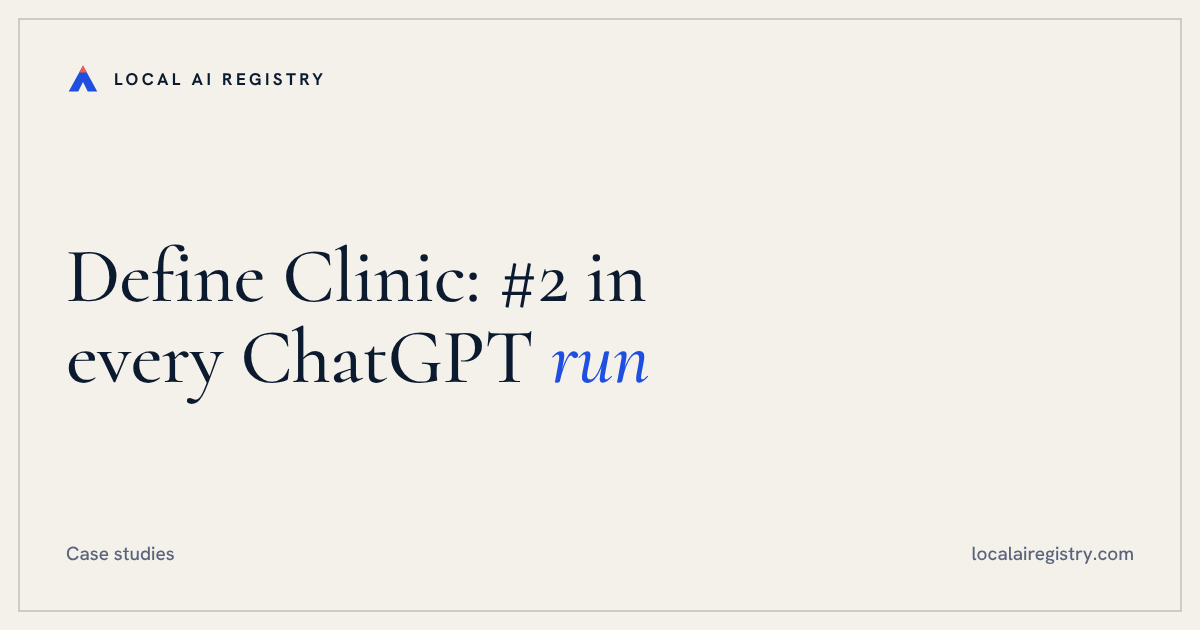 LOCAL AI REGISTRY
Define Clinic: #2 in
every ChatGPT run
Case studies
localairegistry.com